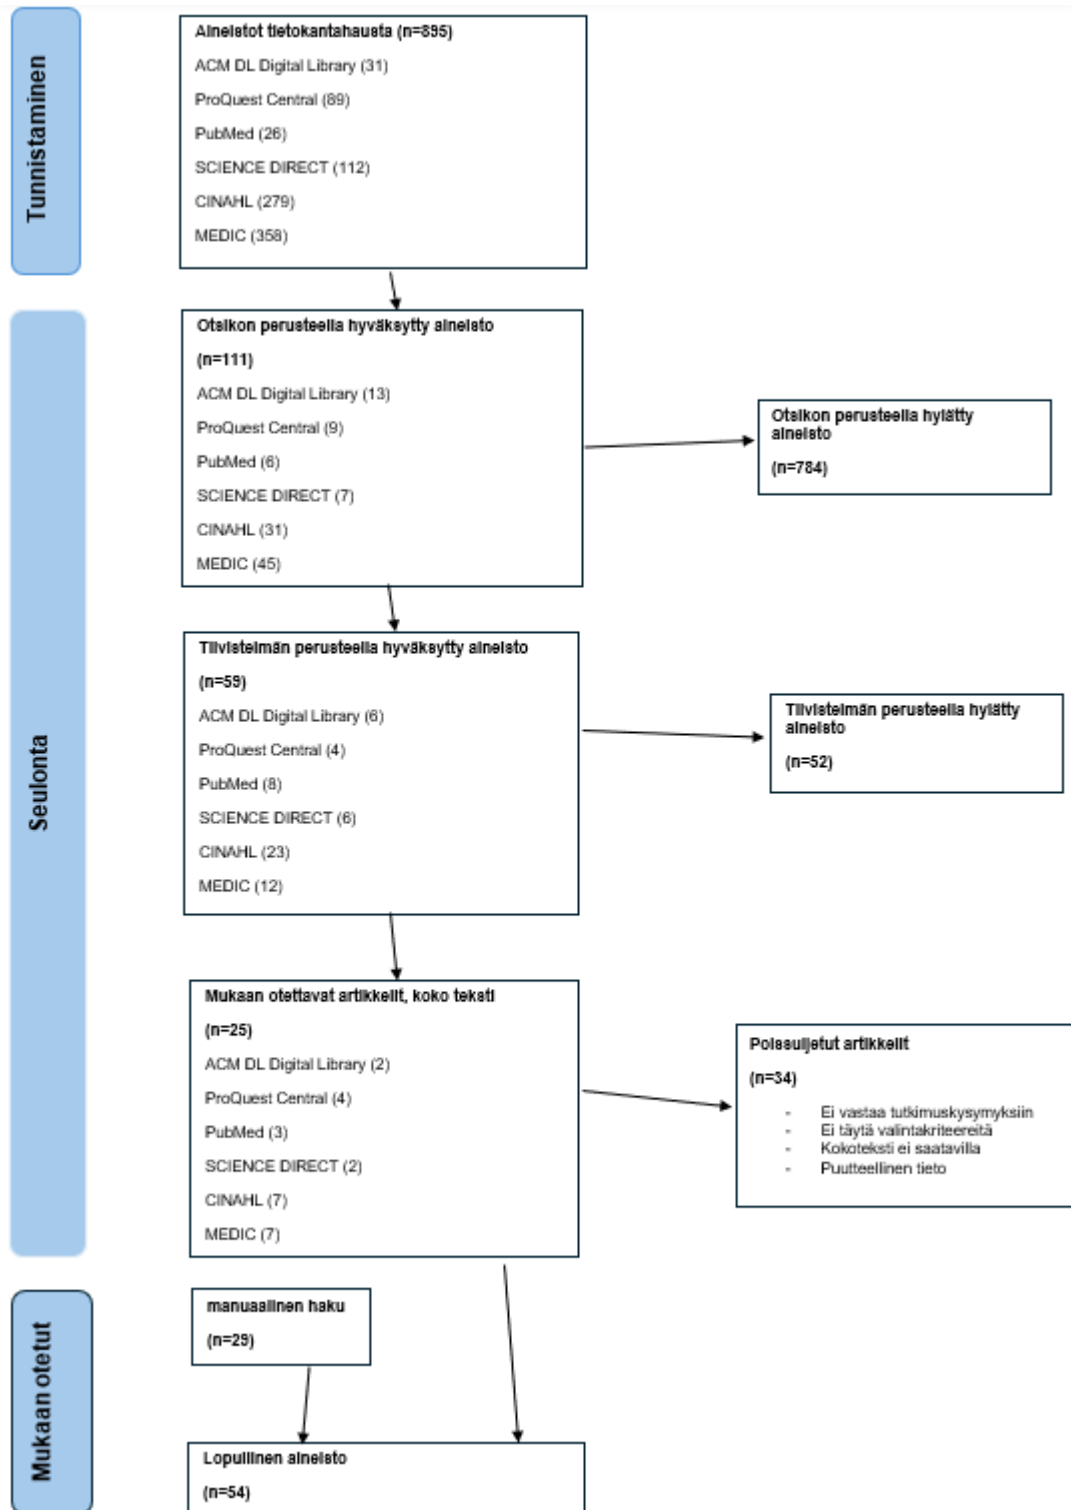 Tunnistaminen
Aineistot tietokantahausta (n=895)
ACM DL Digital Library (31)
ProQuest Central (89)
PubMed (26)
SCIENCE DIRECT (112)
CINAHL (279)
MEDIC (358)
Seulonta
Otsikon perusteella hyväksytty aineisto
(n=111)
ACM DL Digital Library (13)
ProQuest Central (9)
PubMed (6)
SCIENCE DIRECT (7)
CINAHL (31)
MEDIC (45)
Otsikon perusteella hylätty
aineisto
(n=784)
Tiivistelmän perusteella hyväksytty aineisto
(n=59)
ACM DL Digital Library (6)
ProQuest Central (4)
PubMed (8)
SCIENCE DIRECT (6)
CINAHL (23)
MEDIC (12)
Tiivistelmän perusteella hylätty
aineisto
(n=52)
Mukaan otettavat artikkelit, koko teksti
(n=25)
ACM DL Digital Library (2)
ProQuest Central (4)
PubMed (3)
SCIENCE DIRECT (2)
CINAHL (7)
MEDIC (7)
Poissuljetut artikkelit
(n=34)
- Ei vastaa tutkimuskysymyksiin
- Ei täytä valintakriteereitä
- Kokoteksti ei saatavilla
- Puutteellinen tieto
Mukaan otetut
manuaalinen haku
(n=29)
Lopullinen aineisto
(n=54)